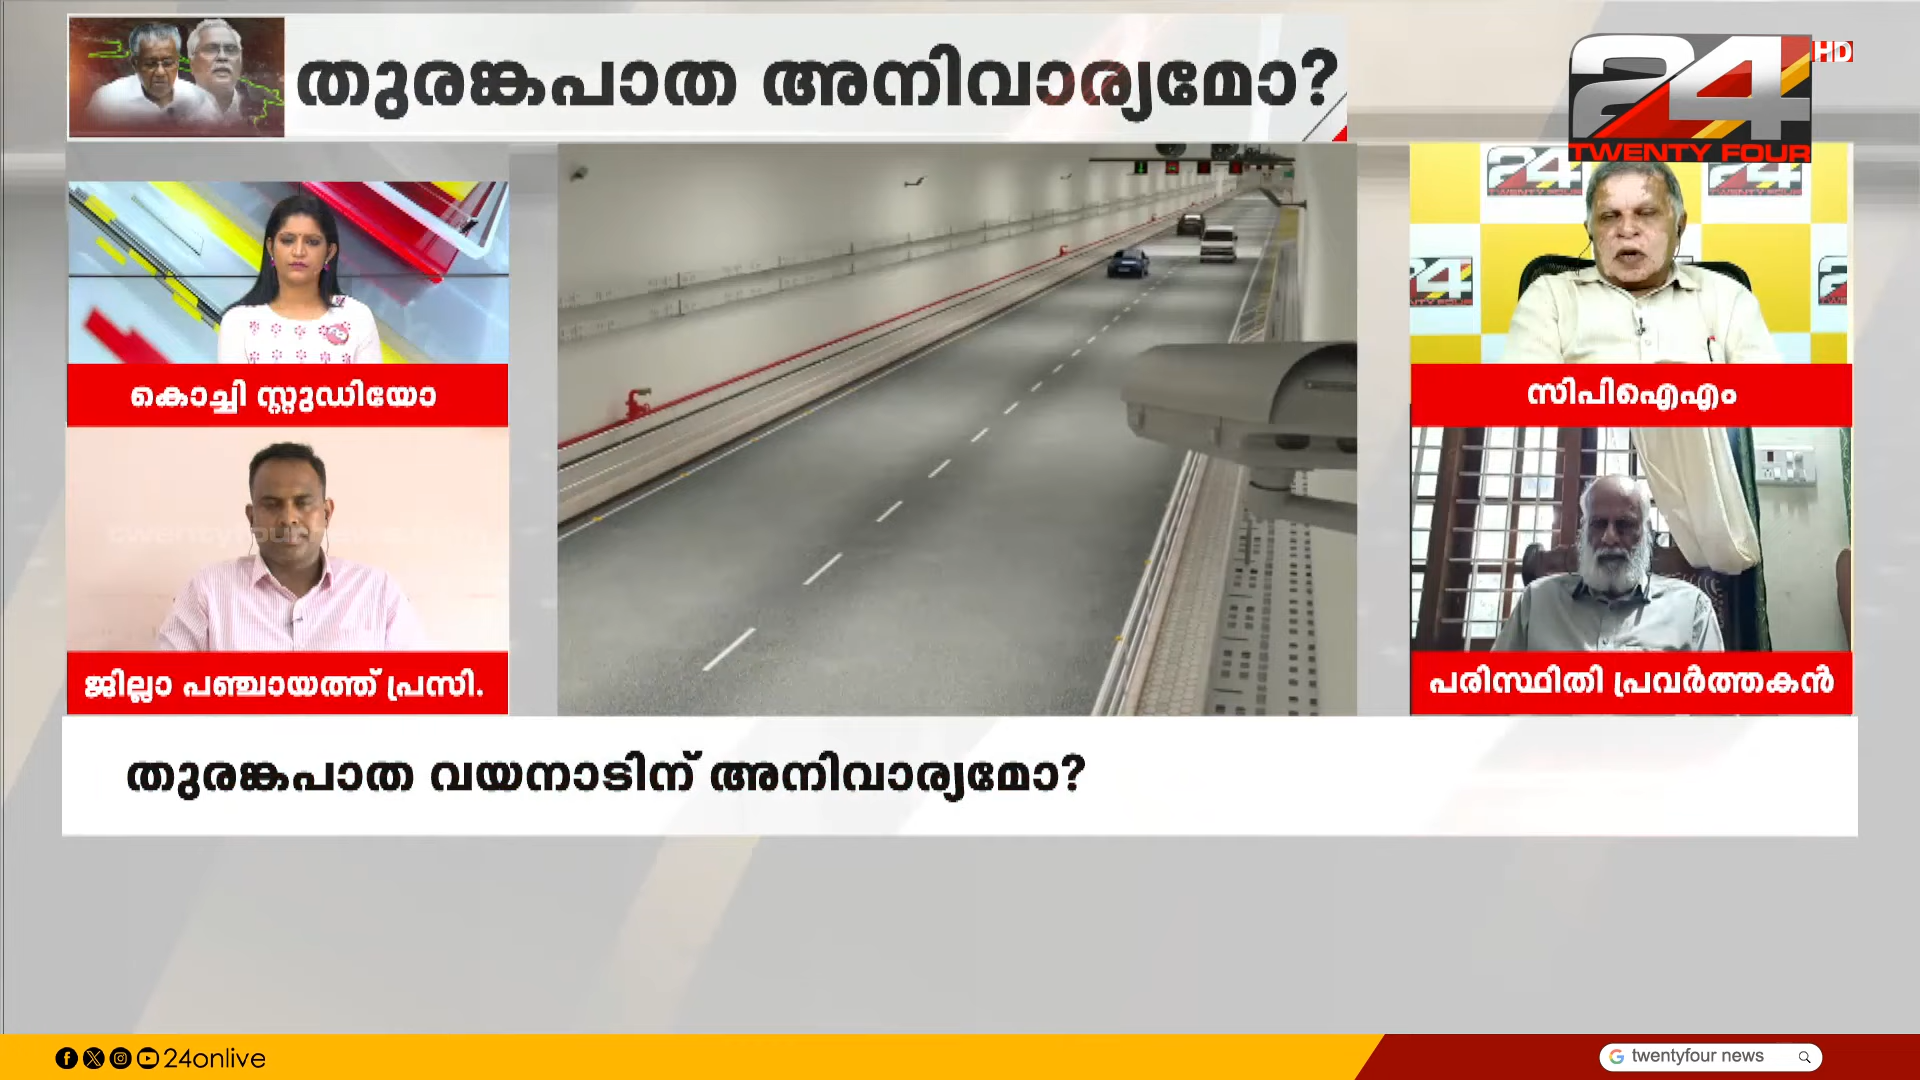 തുരങ്കപാത അനിവാര്യമോ?
24 HD
TWENTY FOUR
കൊച്ചി സ്റ്റുഡിയോ
സിപിഐഎം
ജില്ലാ പഞ്ചായത്ത് പ്രസി.
പരിസ്ഥിതി പ്രവർത്തകൻ
തുരങ്കപാത വയനാടിന് അനിവാര്യമോ?
24onlive
twentyfour news